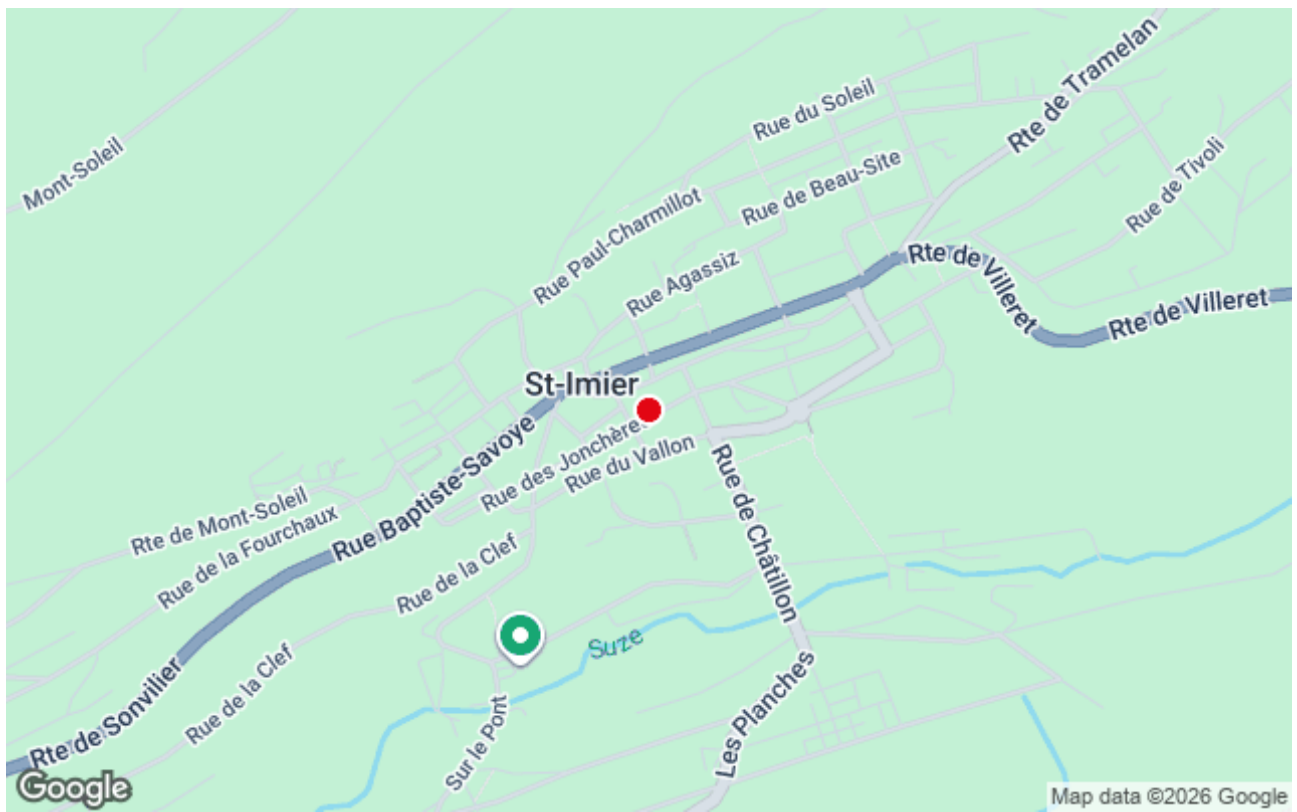 Rue du Soleil
Rte de Tramelan
Mont-Soleil
Rue de Beau-Site
Rue de Tivoli
Rue Paul-Charmillot
Rue Agassiz
Rte de Villeret
Rte de Villeret
St-Imier
Rue des Jonchère
Rue du Vallon
Rue Baptiste-Savoye
Rte de Mont-Soleil
Rue de la Fourchaux
Rue de la Clef
Rue de Châtillon
Suze
Rue de la Clef
Rte de Sonvilier
Sur le Pont
Les Planches
Google
Map data ©2026 Google